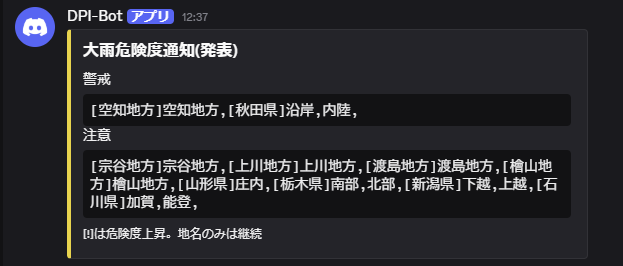 DPI-Bot アプリ 12:37
大雨危険度通知(発表)
警戒
[空知地方]空知地方,[秋田県]沿岸,内陸,
注意
[宗谷地方]宗谷地方,[上川地方]上川地方,[渡島地方]渡島地方,[檜山地
方]檜山地方,[山形県]庄内,[栃木県]南部,北部,[新潟県]下越,上越,[石
川県]加賀,能登,
[!]は危険度上昇。地名のみは継続